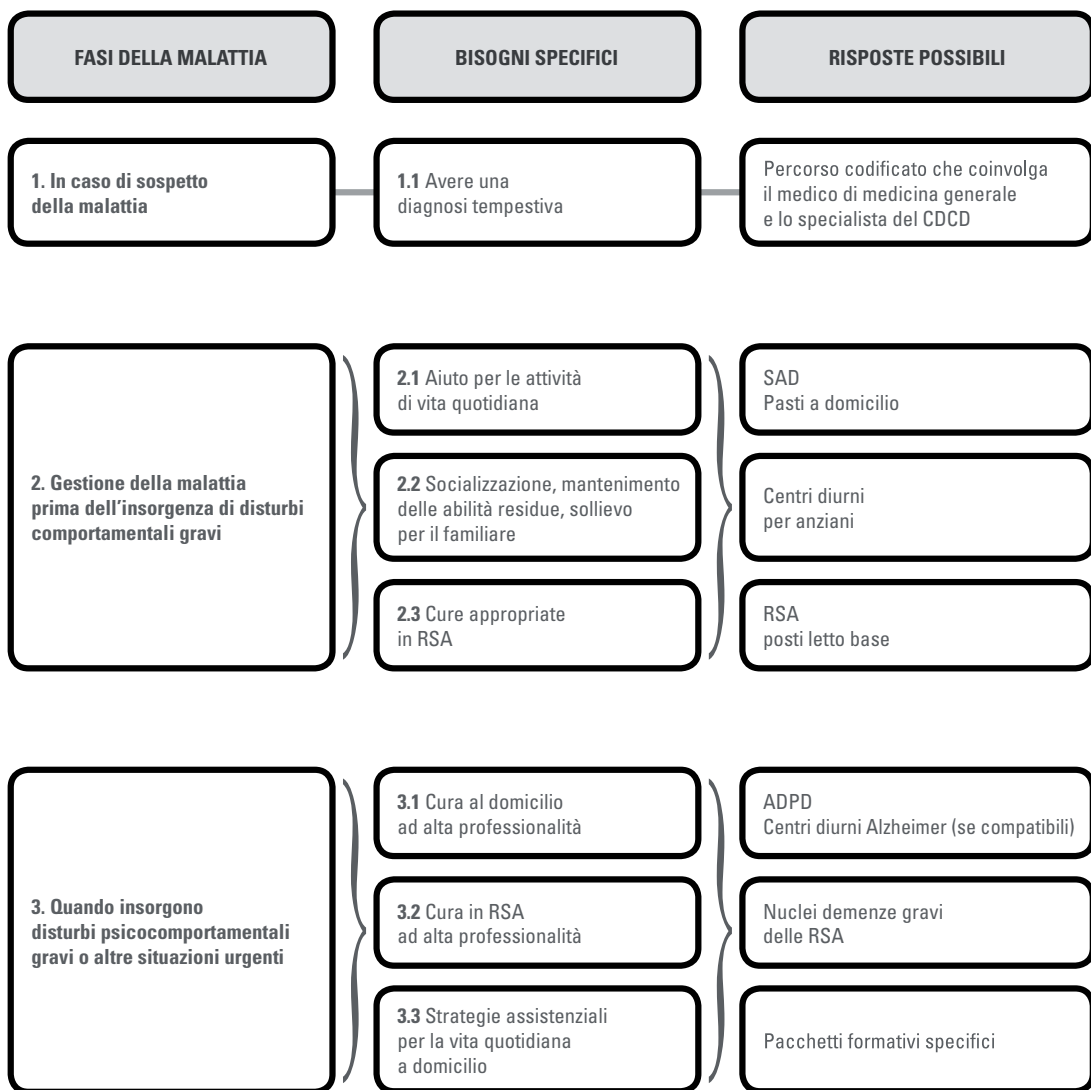 FASI DELLA MALATTIA
BISOGNI SPECIFICI
RISPOSTE POSSIBILI
1. In caso di sospetto
della malattia
1.1 Avere una
diagnosi tempestiva
Percorso codificato che coinvolga
il medico di medicina generale
e lo specialista del CDCD
2. Gestione della malattia
prima dell'insorgenza di disturbi
comportamentali gravi
2.1 Aiuto per le attività
di vita quotidiana
SAD
Pasti a domicilio
2.2 Socializzazione, mantenimento
delle abilità residue, sollievo
per il familiare
Centri diurni
per anziani
2.3 Cure appropriate
in RSA
RSA
posti letto base
3. Quando insorgono
disturbi psicocomportamentali
gravi o altre situazioni urgenti
3.1 Cura al domicilio
ad alta professionalità
ADPD
Centri diurni Alzheimer (se compatibili)
3.2 Cura in RSA
ad alta professionalità
Nuclei demenze gravi
delle RSA
3.3 Strategie assistenziali
per la vita quotidiana
a domicilio
Pacchetti formativi specifici